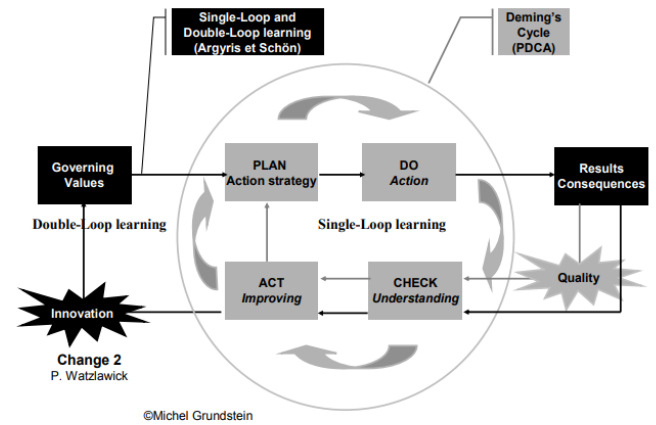 Single-Loop and
Double-Loop learning
(Argyris et Schön)
Deming's
Cycle
(PDCA)
Governing
Values
PLAN
Action strategy
DO
Action
Results
Consequences
Double-Loop learning
Single-Loop learning
ACT
Improving
CHECK
Understanding
Quality
Innovation
Change 2
P. Watzlawick
©Michel Grundstein